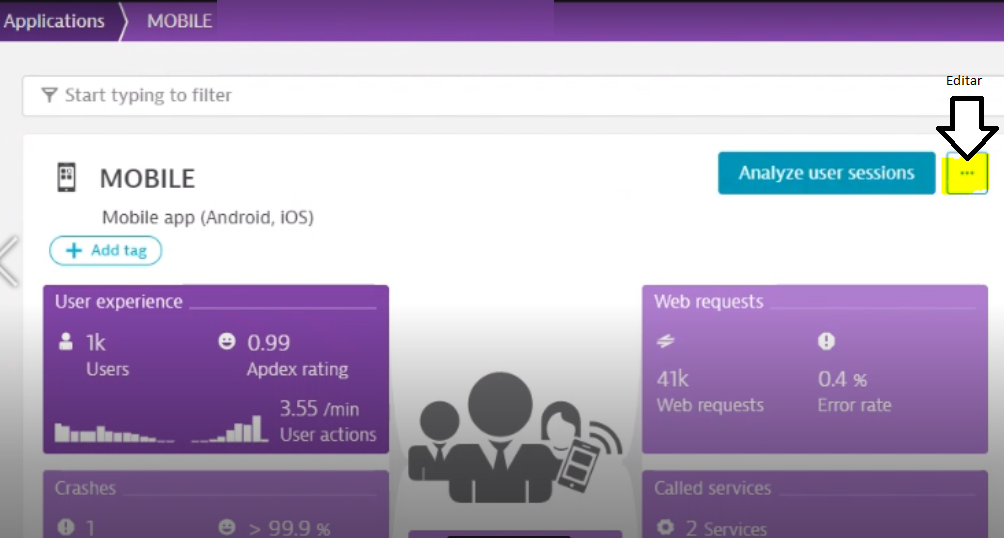 Applications
MOBILE
Editar
Start typing to filter
MOBILE
Analyze user sessions
...
Mobile app (Android, iOS)
+ Add tag
User experience
1k
Users
0.99
Apdex rating
3.55 /min
User actions
Web requests
41k
Web requests
0.4 %
Error rate
Crashes
1
> 99.9 %
Called services
2 Services